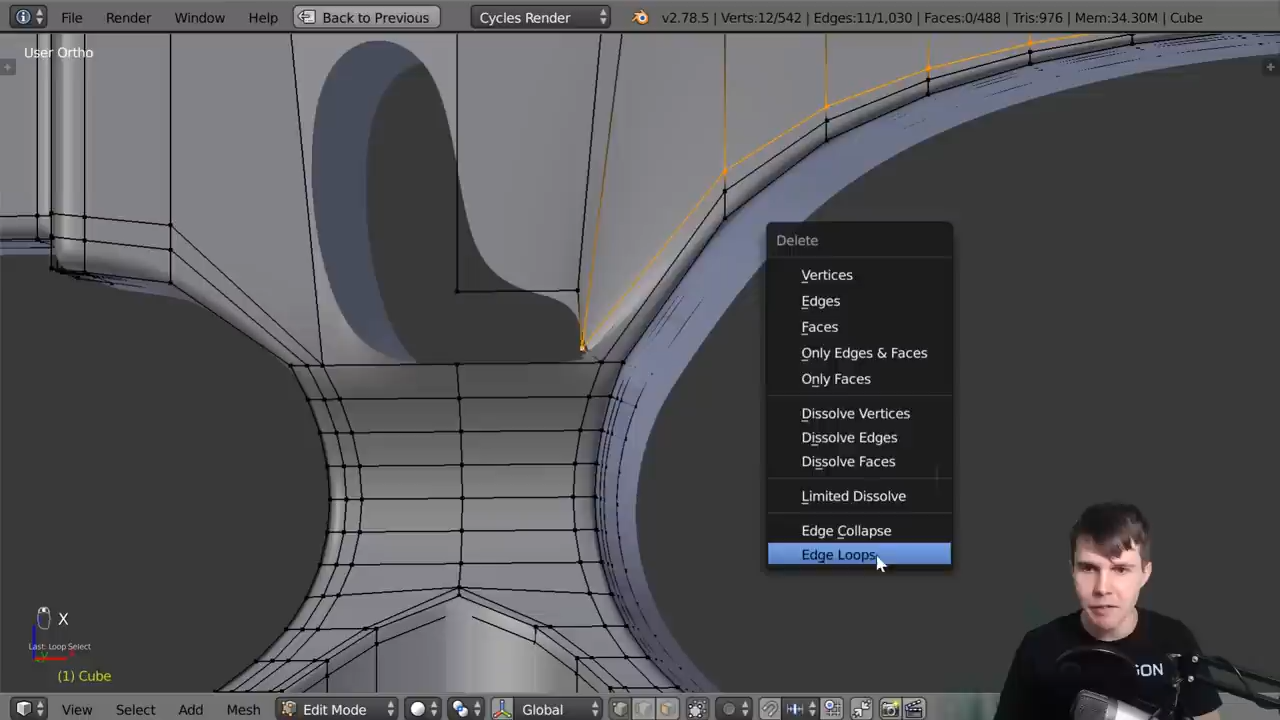 File Render Window Help Back to Previous Cycles Render v2.78.5 | Verts:12/542 | Edges:11/1,030 | Faces:0/488 | Tris:976 | Mem:34.30M | Cube
User Ortho
Delete
Vertices
Edges
Faces
Only Edges & Faces
Only Faces
Dissolve Vertices
Dissolve Edges
Dissolve Faces
Limited Dissolve
Edge Collapse
Edge Loops
X
Last: Loop Select
(1) Cube
GON
View Select Add Mesh Edit Mode Global